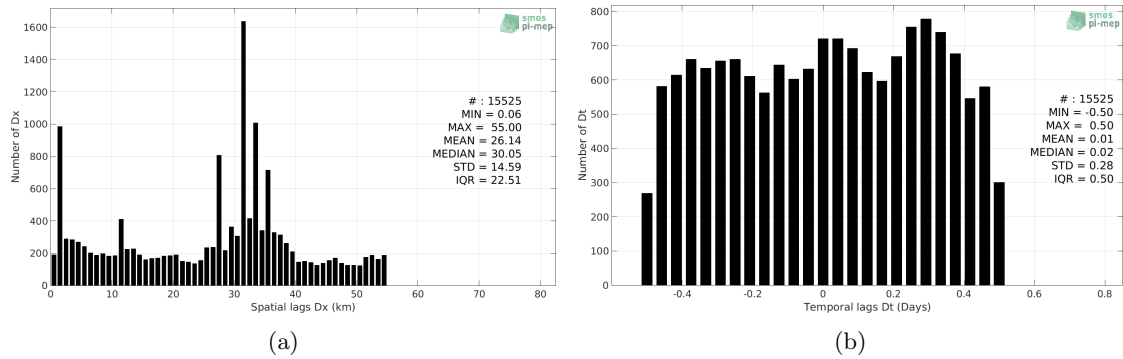 smos
pi-mep
1600
1400
1200
1000
800
600
400
200
0
Number of Dx
# : 15525
MIN = 0.06
MAX = 55.00
MEAN = 26.14
MEDIAN = 30.05
STD = 14.59
IQR = 22.51
0 10 20 30 40 50 60 70 80
Spatial lags Dx (km)
(a)
smos
pi-mep
800
700
600
500
400
300
200
100
0
Number of Dt
# : 15525
MIN = -0.50
MAX = 0.50
MEAN = 0.01
MEDIAN = 0.02
STD = 0.28
IQR = 0.50
-0.4 -0.2 0 0.2 0.4 0.6 0.8
Temporal lags Dt (Days)
(b)